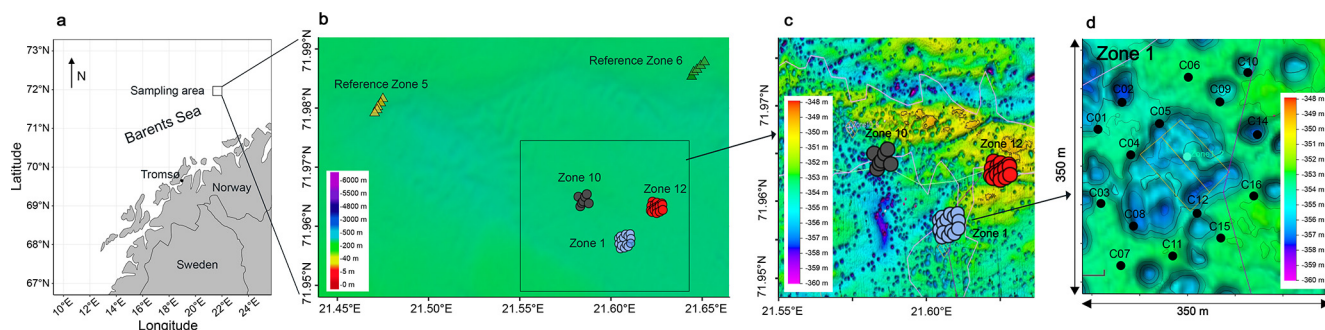 a
73°N
72°N
71°N
70°N
69°N
68°N
67°N
Latitude
N
Sampling area
Barents Sea
Tromsø
Norway
Sweden
10°E 12°E 14°E 16°E 18°E 20°E 22°E 24°E
Longitude
b
71.99°N
71.98°N
71.97°N
71.96°N
71.95°N
Reference Zone 5
Reference Zone 6
Zone 10
Zone 12
Zone 1
-6000 m
-5500 m
-4000 m
-3000 m
-2000 m
-1000 m
-500 m
-50 m
-5 m
-0 m
21.45°E 21.50°E 21.55°E 21.60°E 21.65°E
c
71.97°N
71.96°N
71.95°N
Zone 10
Zone 12
Zone 1
-348 m
-349 m
-350 m
-351 m
-352 m
-353 m
-354 m
-355 m
-356 m
-357 m
-358 m
-359 m
-360 m
21.55°E 21.60°E
d
Zone 1
350 m
C06
C10
C02
C09
C01
C05
C14
C04
C03
C16
C08
C12
C15
C07
C11
-348 m
-349 m
-350 m
-351 m
-352 m
-353 m
-354 m
-355 m
-356 m
-357 m
-358 m
-359 m
-360 m
350 m